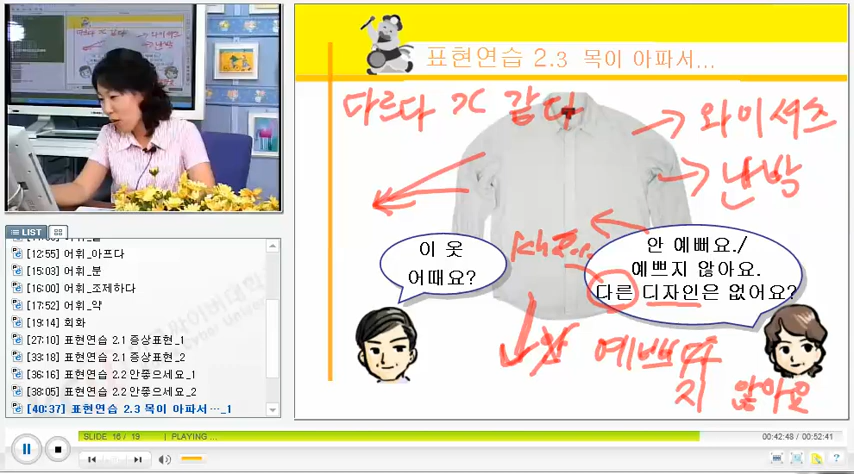 표현연습 2.3 목이 아파서...
다르다 ↔ 같다
와이셔츠
난방
이 옷
어때요?
안 예뻐요./
예쁘지 않아요.
다른 디자인은 없어요?
안 예쁘다
지 않아요
LIST
[12:55] 어휘_아프다
[15:03] 어휘_분
[16:00] 어휘_조제하다
[17:52] 어휘_약
[19:14] 회화
[27:10] 표현연습 2.1 증상표현_1
[33:18] 표현연습 2.1 증상표현_2
[36:16] 표현연습 2.2 안좋으세요_1
[38:05] 표현연습 2.2 안좋으세요_2
[40:37] 표현연습 2.3 목이 아파서…_1
SLIDE 16 / 19 | PLAYING ...
00:42:48 / 00:52:41